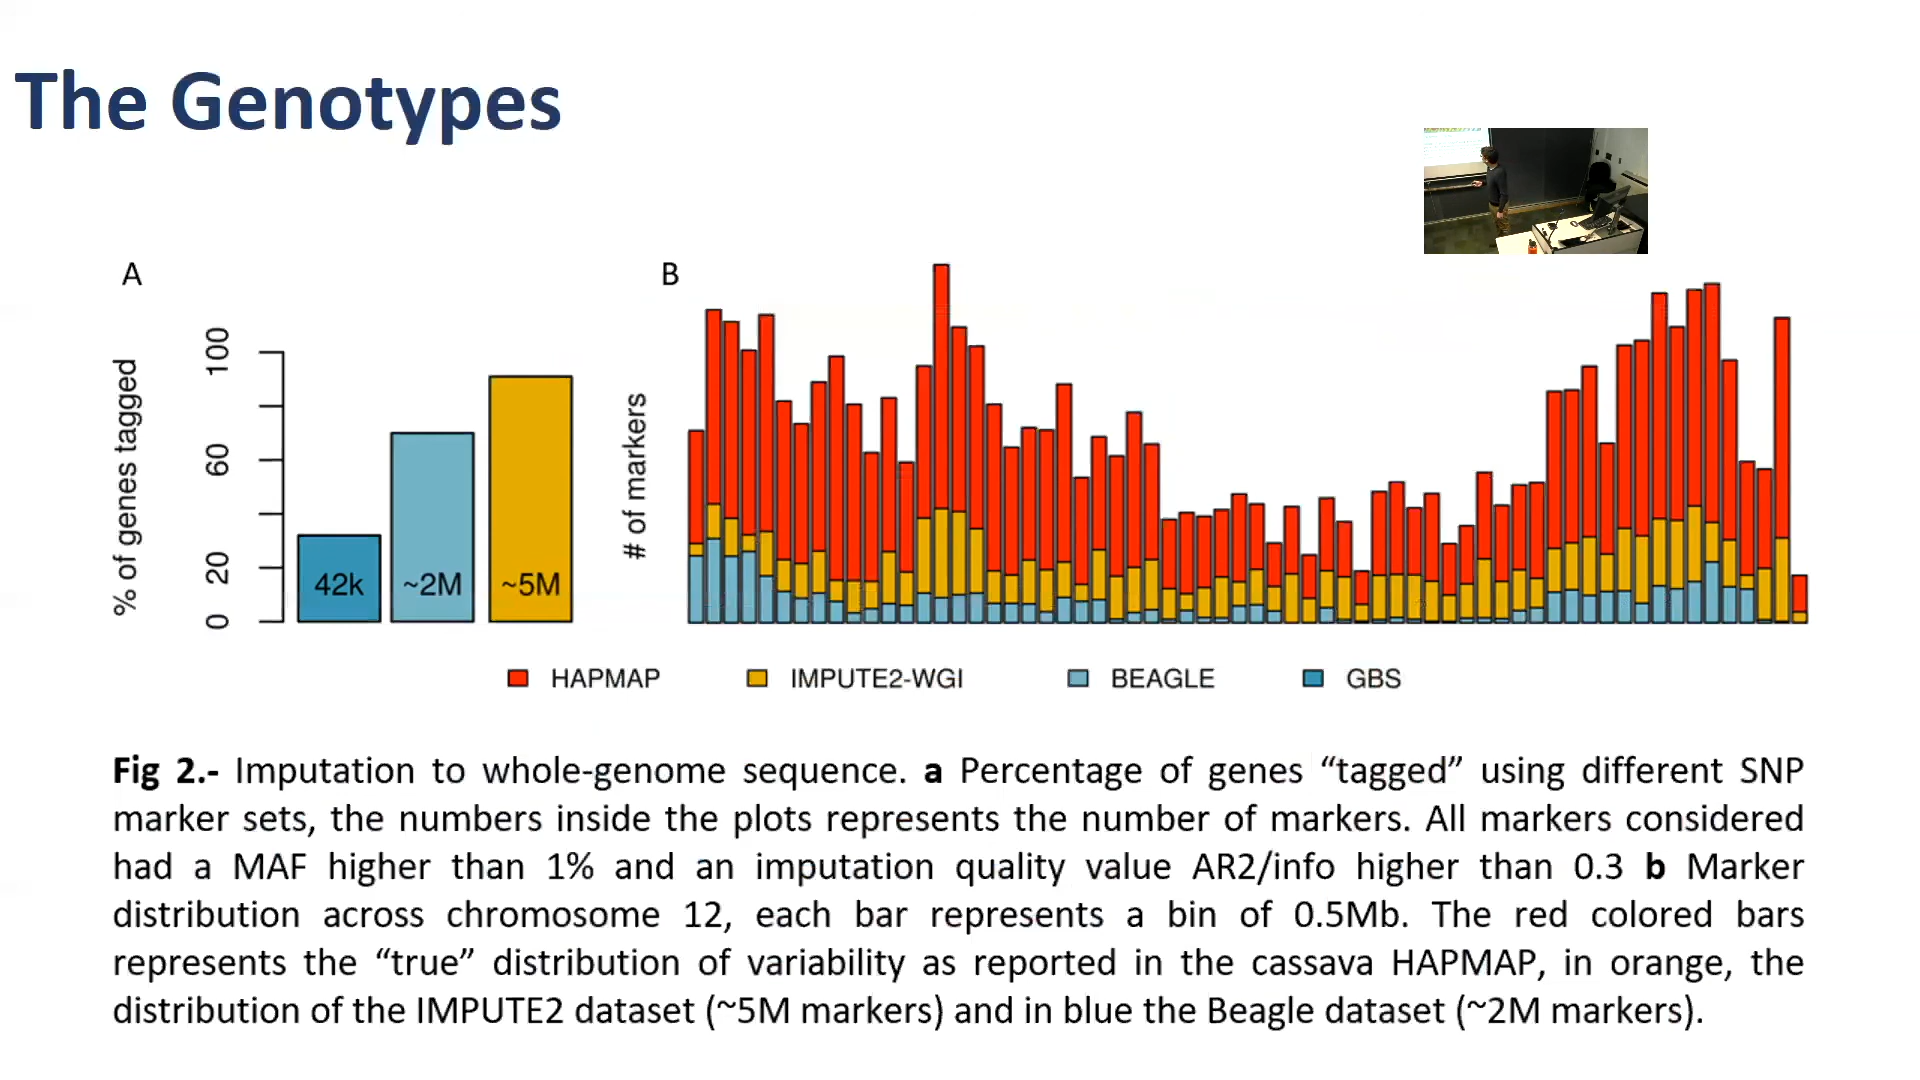 The Genotypes
A
B
% of genes tagged
0
20
60
100
42k
~2M
~5M
# of markers
HAPMAP
IMPUTE2-WGI
BEAGLE
GBS
Fig 2.- Imputation to whole-genome sequence. a Percentage of genes “tagged” using different SNP
marker sets, the numbers inside the plots represents the number of markers. All markers considered
had a MAF higher than 1% and an imputation quality value AR2/info higher than 0.3 b Marker
distribution across chromosome 12, each bar represents a bin of 0.5Mb. The red colored bars
represents the “true” distribution of variability as reported in the cassava HAPMAP, in orange, the
distribution of the IMPUTE2 dataset (~5M markers) and in blue the Beagle dataset (~2M markers).